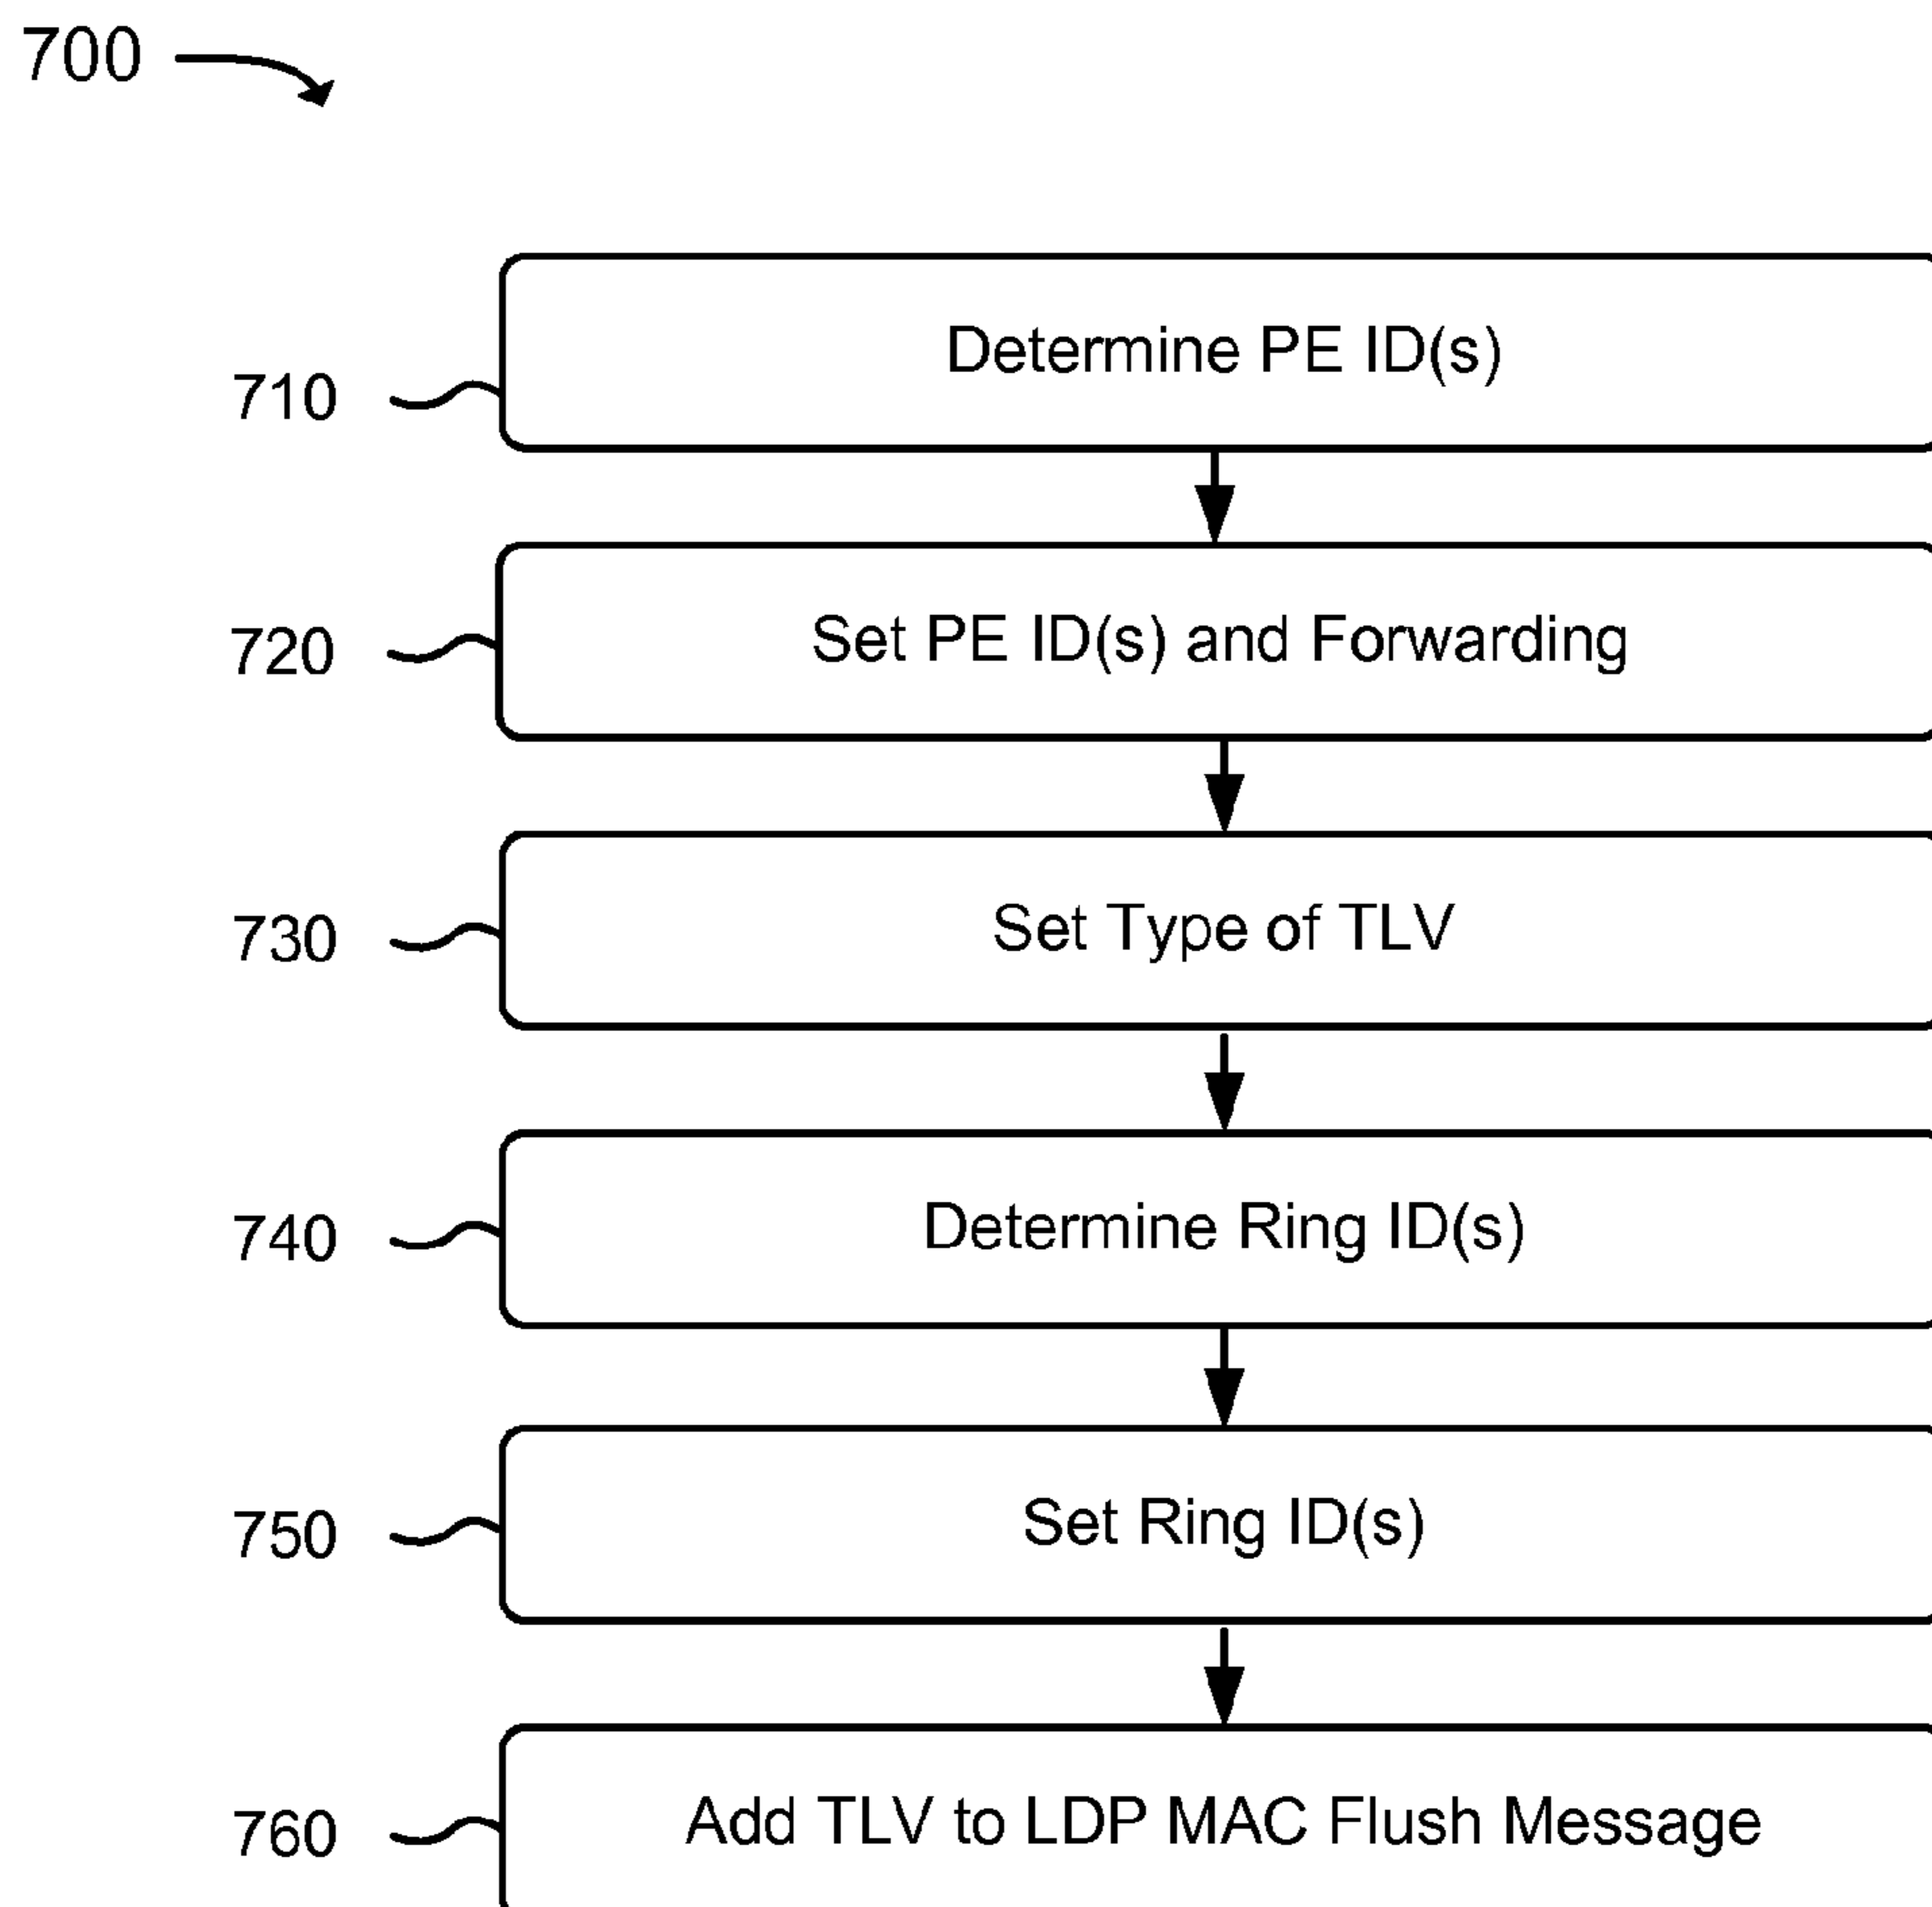 700
Determine PE ID(s)
710
Set PE ID(s) and Forwarding
720
Set Type of TLV
730
Determine Ring ID(s)
740
Set Ring ID(s)
750
Add TLV to LDP MAC Flush Message
760